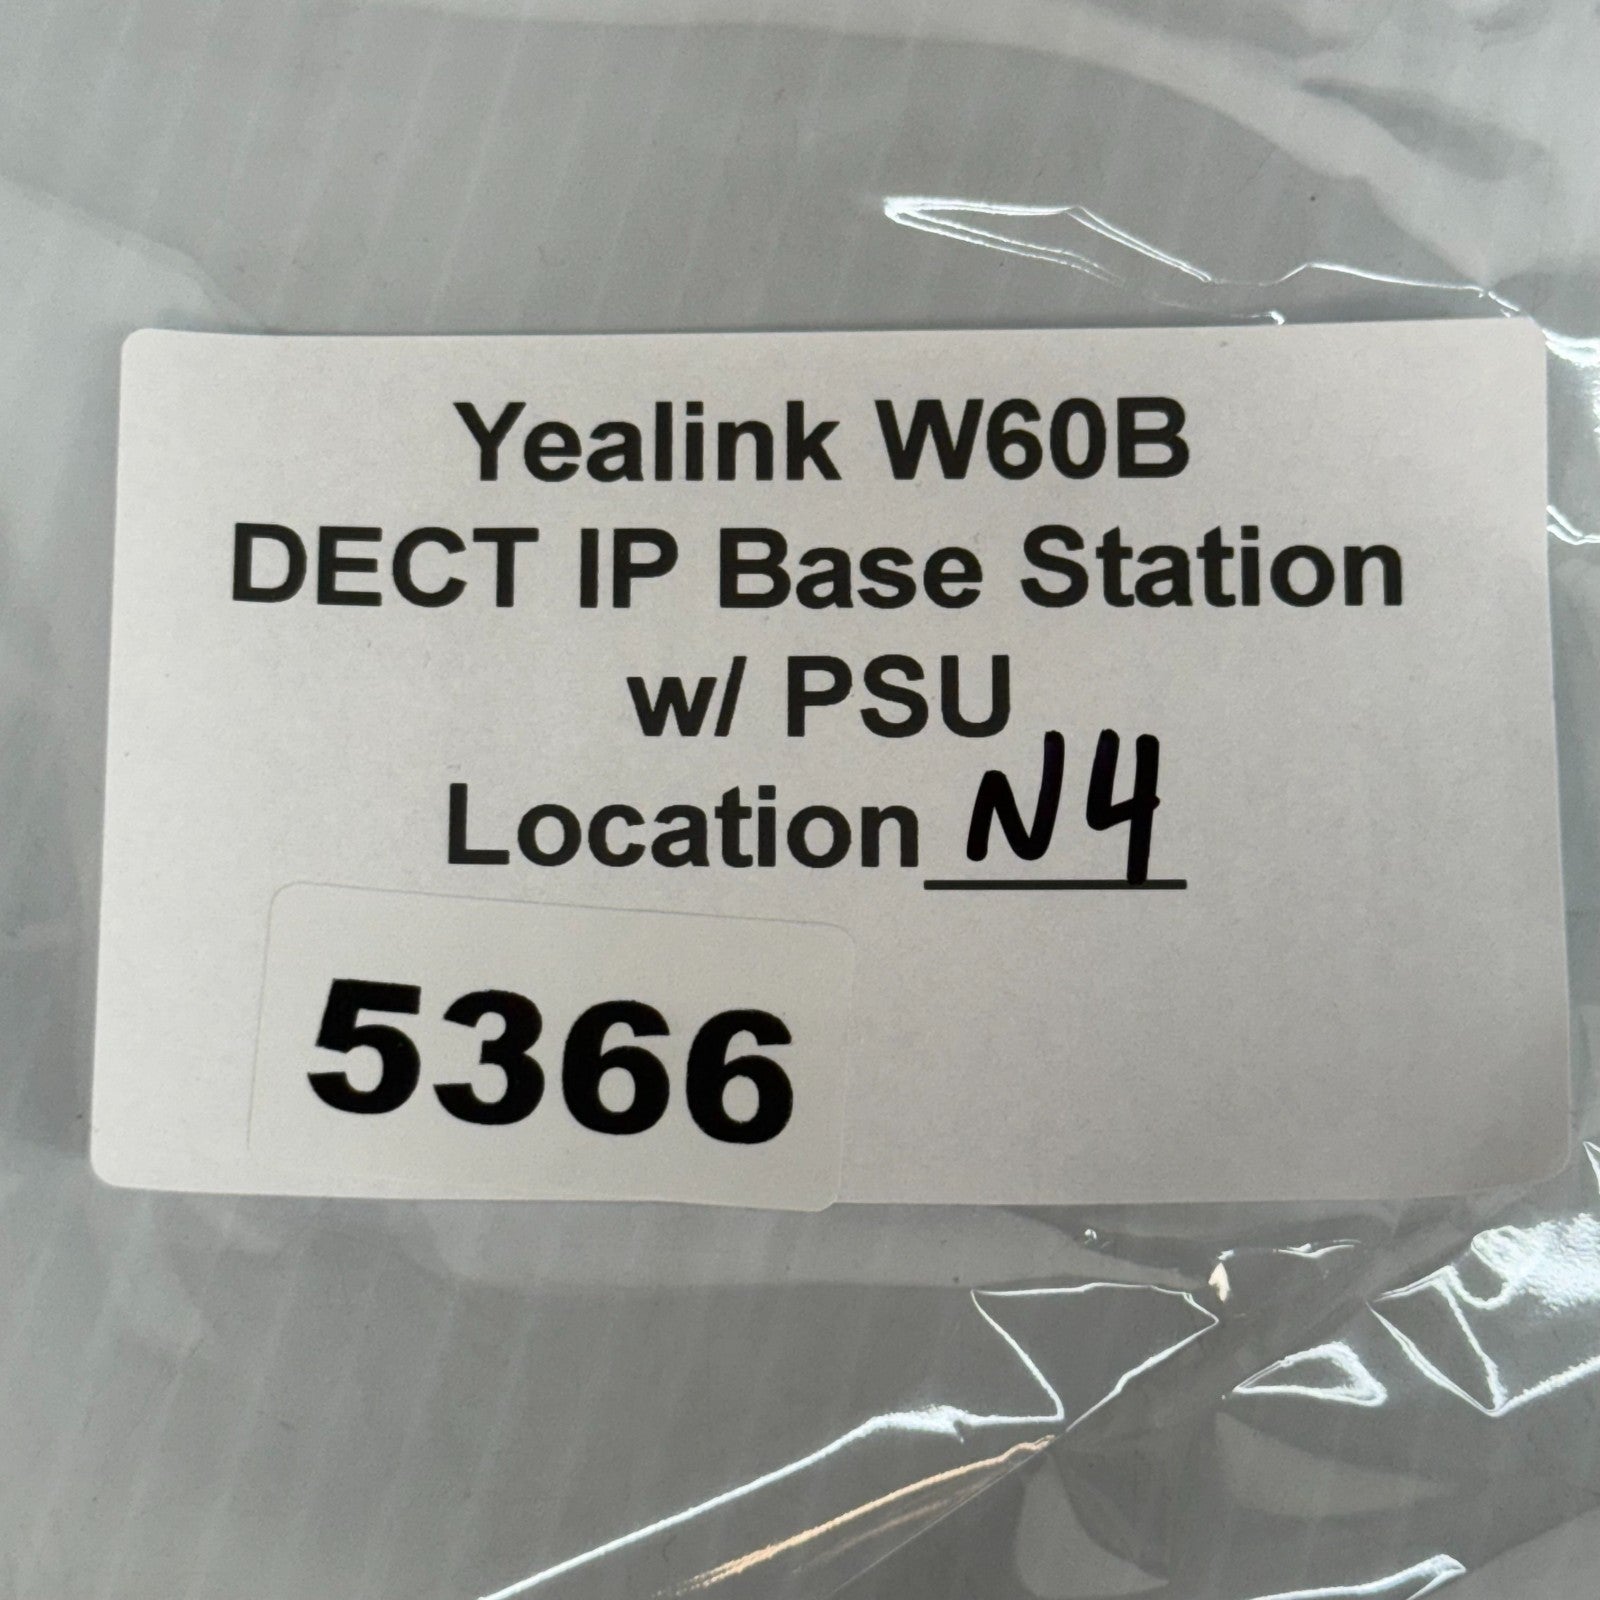 Yealink W60B
DECT IP Base Station
w/ PSU
Location N4
5366